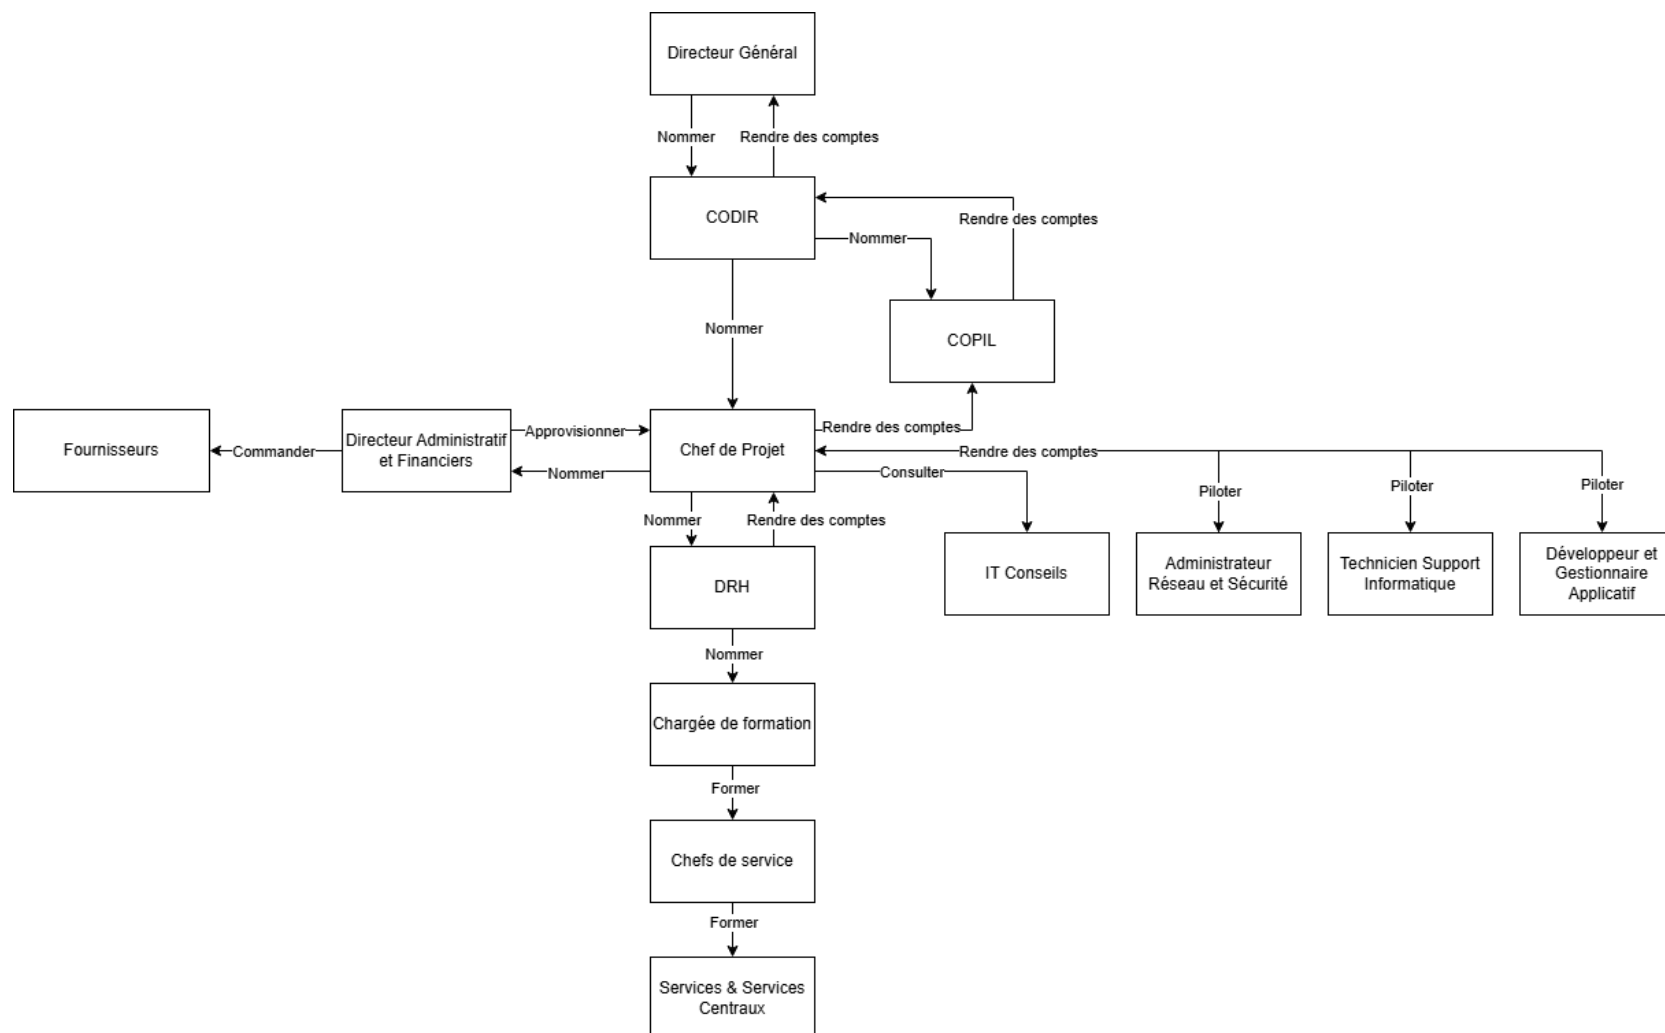 Directeur Général
Nommer
Rendre des comptes
CODIR
Rendre des comptes
Nommer
Nommer
COPIL
Fournisseurs
Commander
Directeur Administratif
et Financiers
Approvisionner
Nommer
Chef de Projet
Rendre des comptes
Rendre des comptes
Consulter
Nommer
Rendre des comptes
Piloter
Piloter
Piloter
DRH
IT Conseils
Administrateur
Réseau et Sécurité
Technicien Support
Informatique
Développeur et
Gestionnaire
Applicatif
Nommer
Chargée de formation
Former
Chefs de service
Former
Services & Services
Centraux